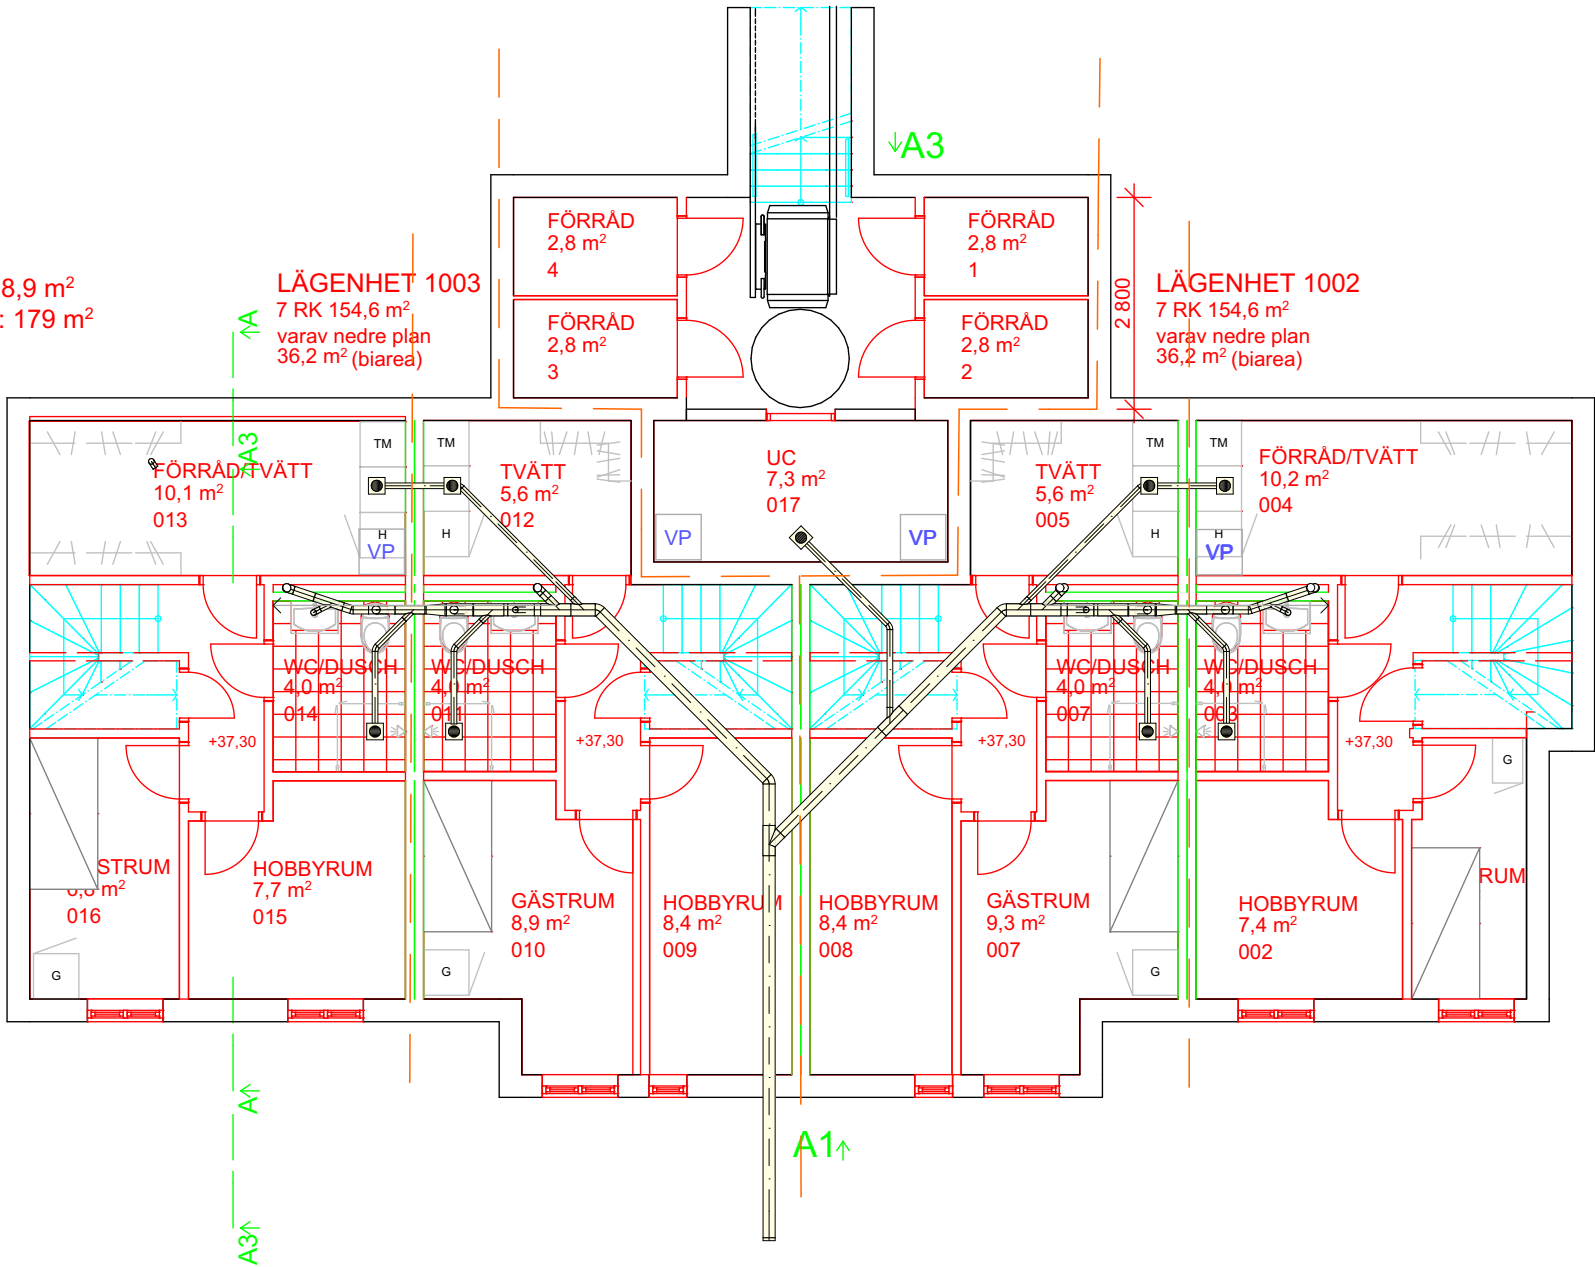 A3
8,9 m²
: 179 m²
A
LÄGENHET 1003
7 RK 154,6 m²
varav nedre plan
36,2 m² (biarea)
FÖRRÅD
2,8 m²
4
FÖRRÅD
2,8 m²
3
FÖRRÅD
2,8 m²
1
FÖRRÅD
2,8 m²
2
2 800
LÄGENHET 1002
7 RK 154,6 m²
varav nedre plan
36,2 m² (biarea)
A3
FÖRRÅD/TVÄTT
10,1 m²
013
TM
H
VP
TM
H
TVÄTT
5,6 m²
012
UC
7,3 m²
017
VP
VP
TVÄTT
5,6 m²
005
TM
H
TM
H
VP
FÖRRÅD/TVÄTT
10,2 m²
004
WC/DUSCH
4,0 m²
014
WC/DUSCH
4,0 m²
011
WC/DUSCH
4,0 m²
007
WC/DUSCH
003
+37,30
+37,30
+37,30
+37,30
G
STRUM
m²
016
HOBBYRUM
7,7 m²
015
GÄSTRUM
8,9 m²
010
HOBBYRUM
8,4 m²
009
HOBBYRUM
8,4 m²
008
GÄSTRUM
9,3 m²
007
HOBBYRUM
7,4 m²
002
RUM
G
G
G
A
A1
A3